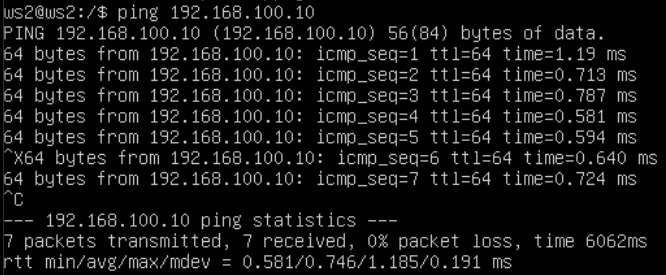 ws2@ws2:/$ ping 192.168.100.10
PING 192.168.100.10 (192.168.100.10) 56(84) bytes of data.
64 bytes from 192.168.100.10: icmp_seq=1 ttl=64 time=1.19 ms
64 bytes from 192.168.100.10: icmp_seq=2 ttl=64 time=0.713 ms
64 bytes from 192.168.100.10: icmp_seq=3 ttl=64 time=0.787 ms
64 bytes from 192.168.100.10: icmp_seq=4 ttl=64 time=0.581 ms
64 bytes from 192.168.100.10: icmp_seq=5 ttl=64 time=0.594 ms
^X64 bytes from 192.168.100.10: icmp_seq=6 ttl=64 time=0.640 ms
64 bytes from 192.168.100.10: icmp_seq=7 ttl=64 time=0.724 ms
^C
--- 192.168.100.10 ping statistics ---
7 packets transmitted, 7 received, 0% packet loss, time 6062ms
rtt min/avg/max/mdev = 0.581/0.746/1.185/0.191 ms